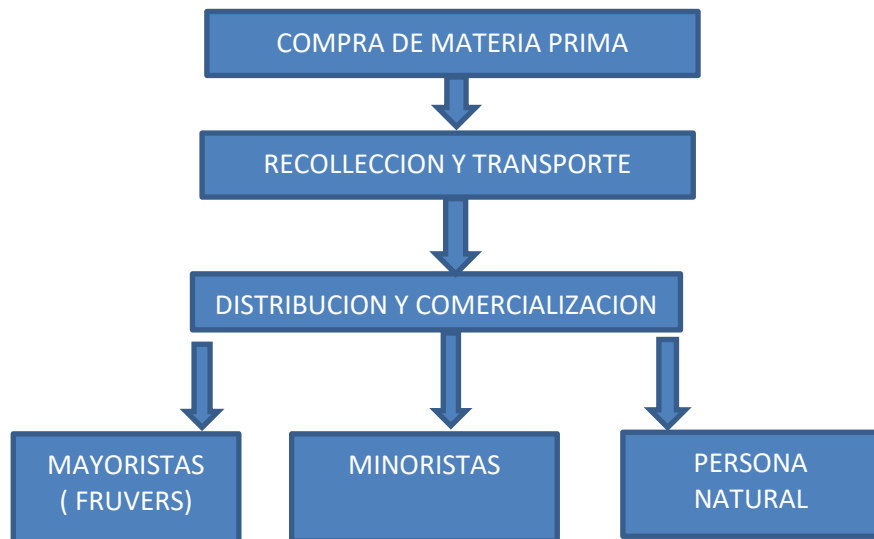 COMPRA DE MATERIA PRIMA
RECOLLECCION Y TRANSPORTE
DISTRIBUCION Y COMERCIALIZACION
MAYORISTAS
( FRUVERS)
MINORISTAS
PERSONA
NATURAL